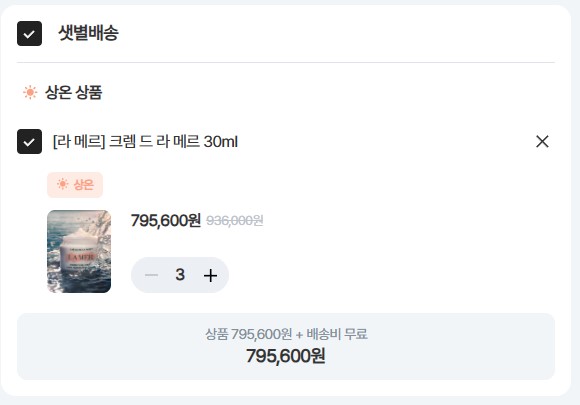 샛별배송
상온 상품
[라 메르] 크렘 드 라 메르 30ml
상온
795,600원 936,000원
LA MER
3
상품 795,600원 + 배송비 무료
795,600원